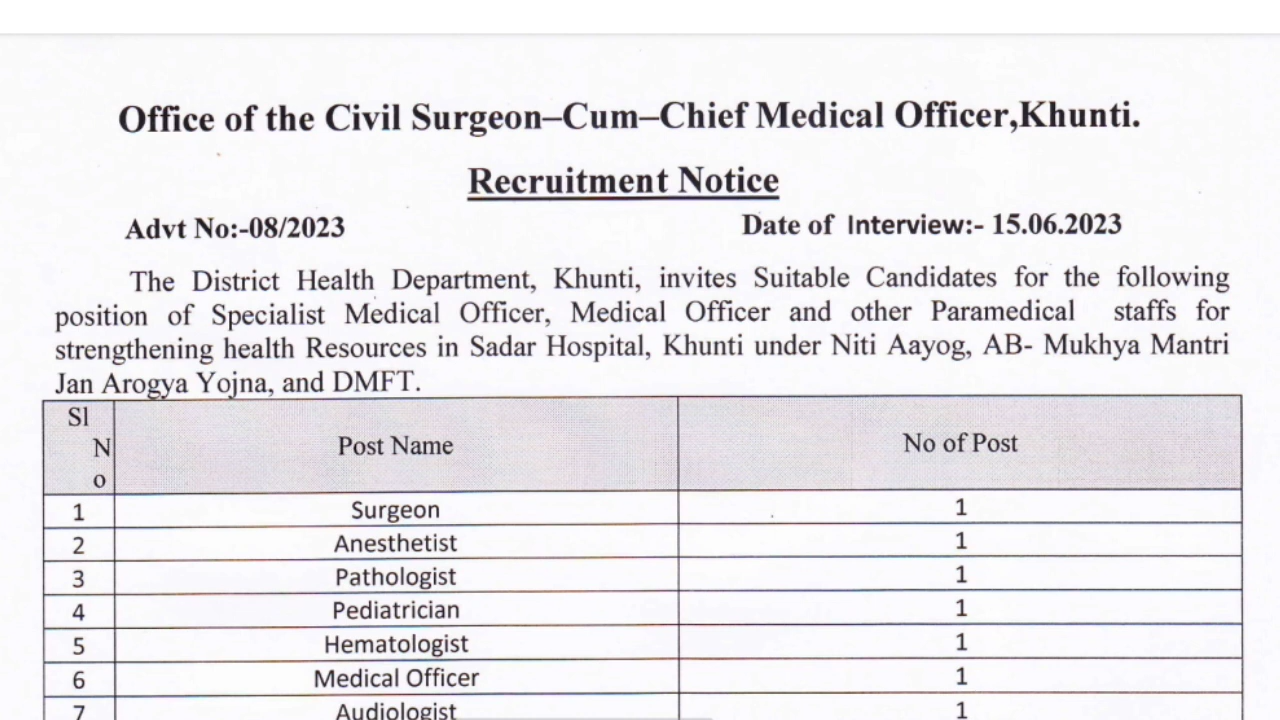 Office of the Civil Surgeon–Cum–Chief Medical Officer,Khunti.
Recruitment Notice
Advt No:-08/2023 Date of Interview:- 15.06.2023
The District Health Department, Khunti, invites Suitable Candidates for the following
position of Specialist Medical Officer, Medical Officer and other Paramedical staffs for
strengthening health Resources in Sadar Hospital, Khunti under Niti Aayog, AB- Mukhya Mantri
Jan Arogya Yojna, and DMFT.
Sl No Post Name No of Post
1 Surgeon 1
2 Anesthetist 1
3 Pathologist 1
4 Pediatrician 1
5 Hematologist 1
6 Medical Officer 1
7 Audiologist 1